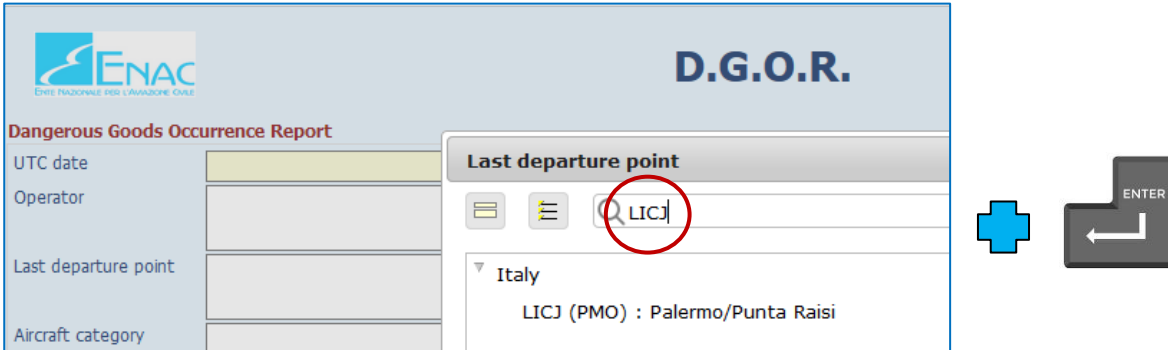 ENAC
ENTE NAZIONALE PER L'AVIAZIONE CIVILE
D.G.O.R.
Dangerous Goods Occurrence Report
UTC date
Operator
Last departure point
Aircraft category
Last departure point
LICJ
Italy
LICJ (PMO) : Palermo/Punta Raisi
ENTER